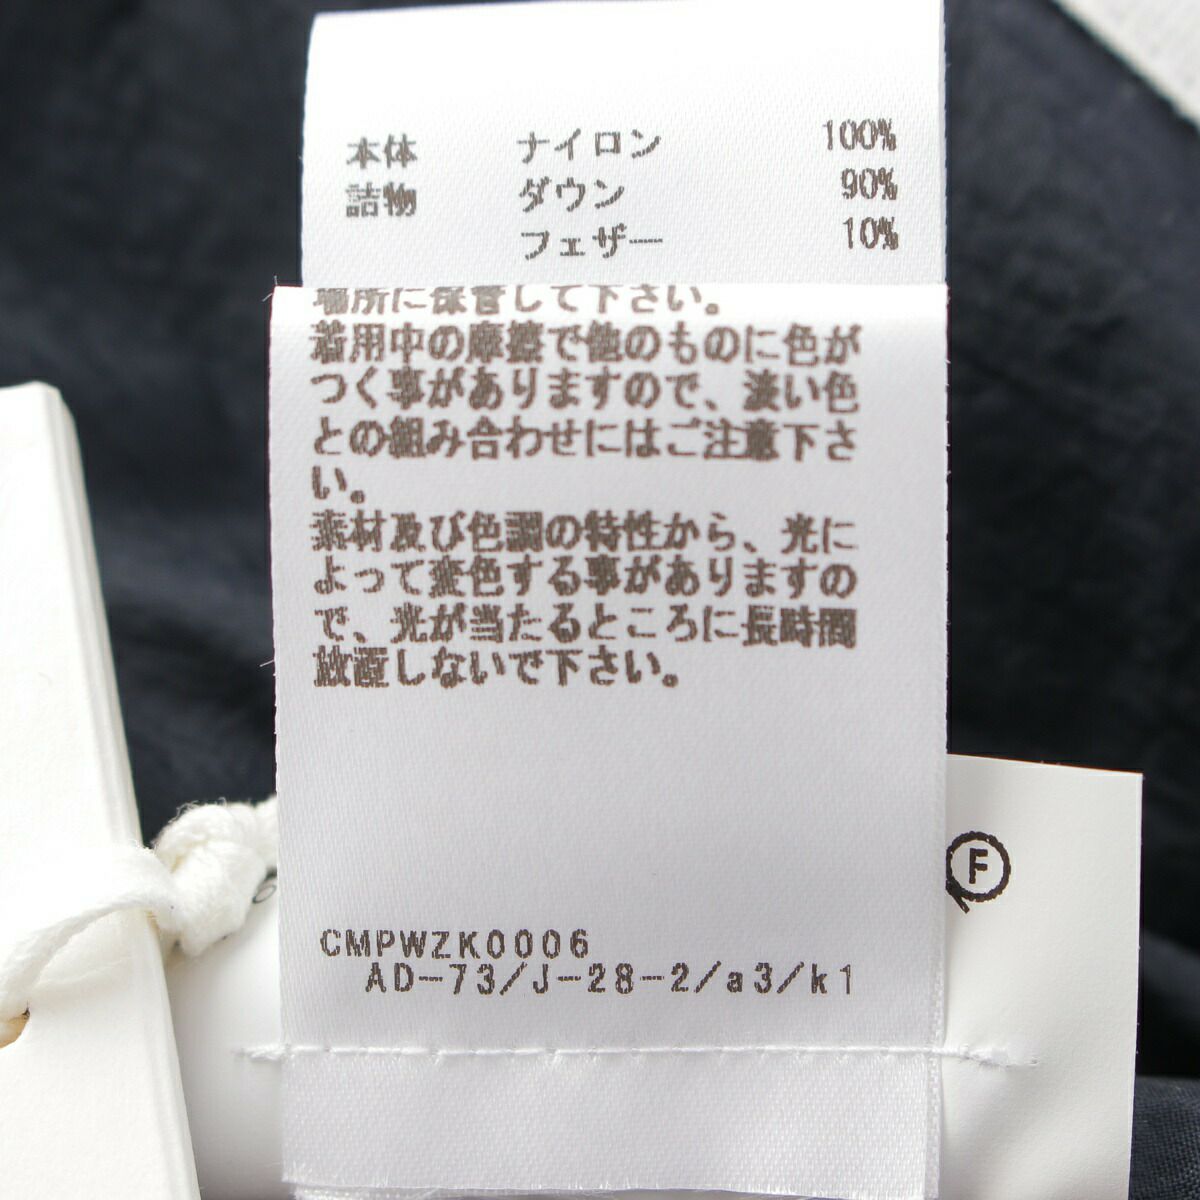 本体 ナイロン 100%
詰物 ダウン 90%
フェザー 10%
場所に保管して下さい。
着用中の摩擦で他のものに色が
つく事がありますので、淡い色
との組み合わせにはご注意下さ
い。
素材及び色調の特性から、光に
よって変色する事がありますの
で、光が当たるところに長時間
放置しないで下さい。
CMPWZK0006
AD-73/J-28-2/a3/k1
F